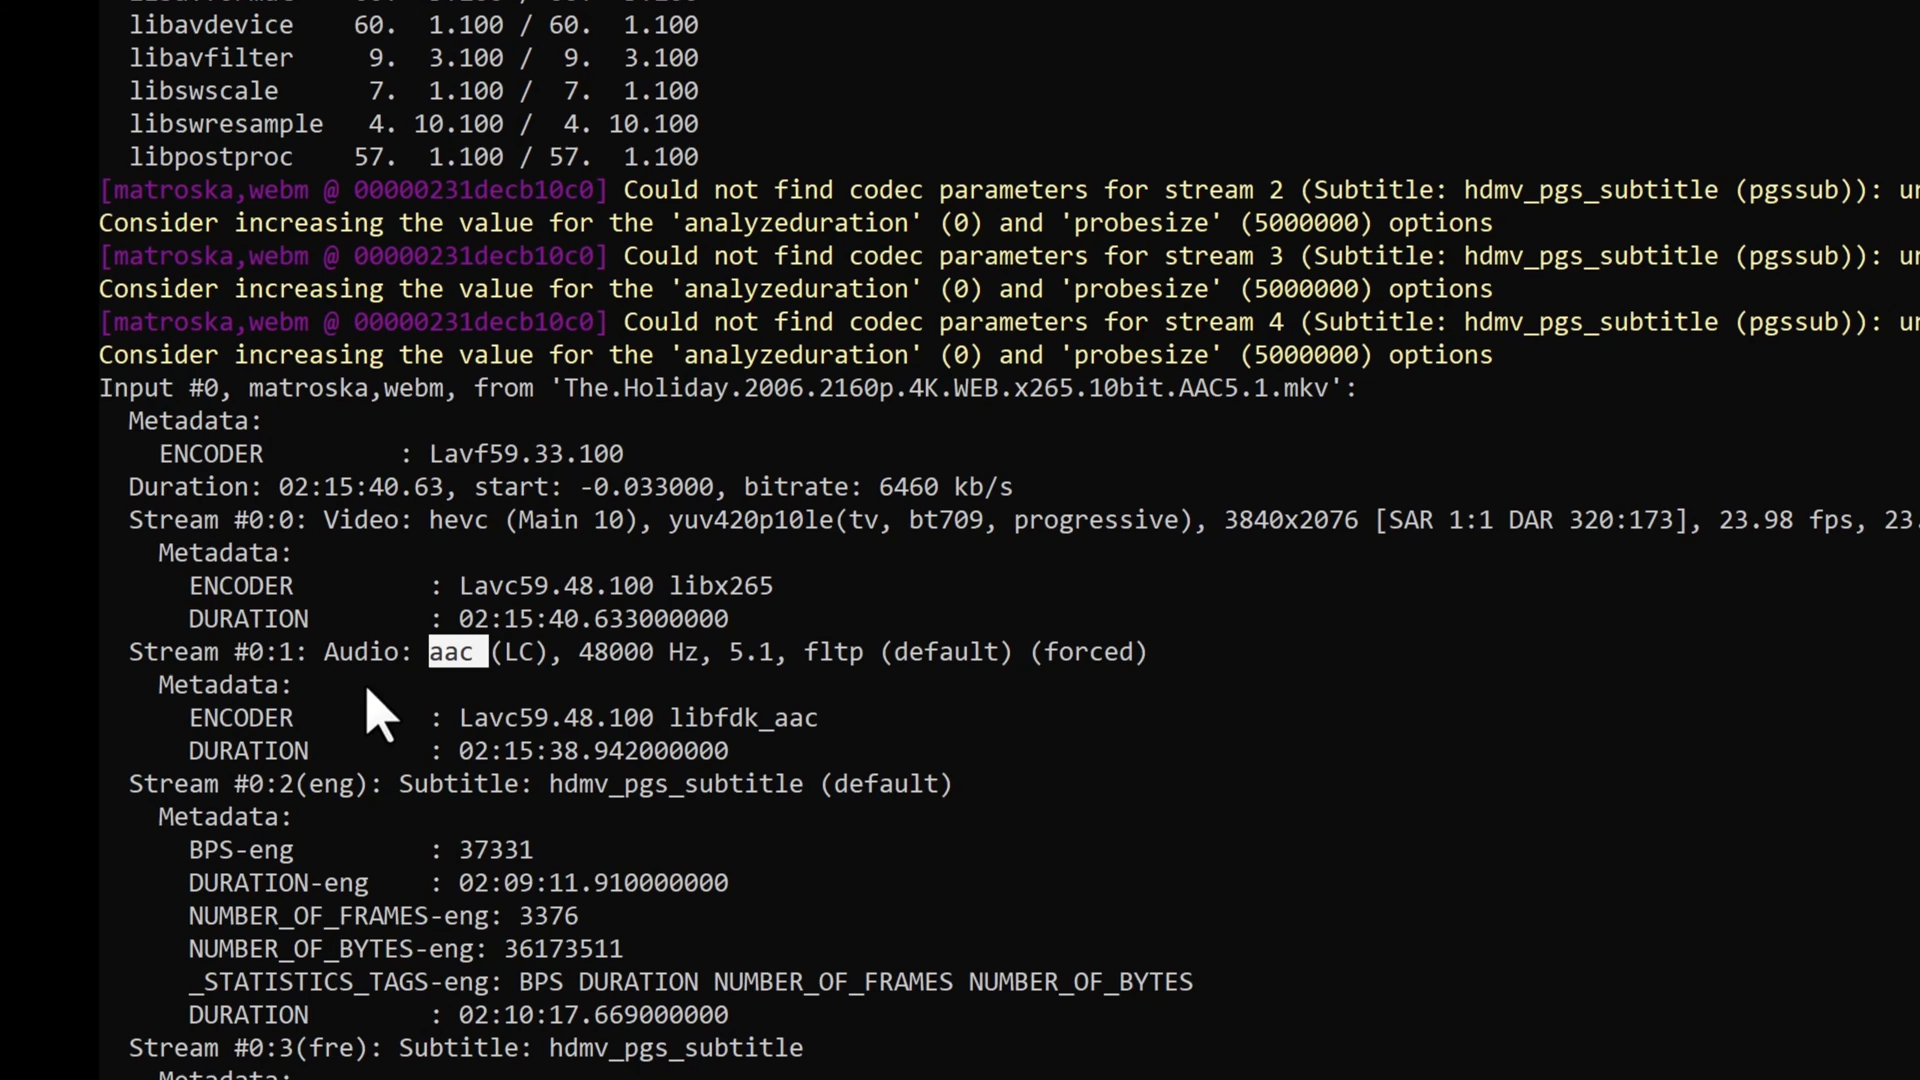 libavdevice    60.  1.100 / 60.  1.100
libavfilter     9.  3.100 /  9.  3.100
libswscale      7.  1.100 /  7.  1.100
libswresample   4. 10.100 /  4. 10.100
libpostproc    57.  1.100 / 57.  1.100
[matroska,webm @ 00000231decb10c0] Could not find codec parameters for stream 2 (Subtitle: hdmv_pgs_subtitle (pgssub)): un
Consider increasing the value for the 'analyzeduration' (0) and 'probesize' (5000000) options
[matroska,webm @ 00000231decb10c0] Could not find codec parameters for stream 3 (Subtitle: hdmv_pgs_subtitle (pgssub)): un
Consider increasing the value for the 'analyzeduration' (0) and 'probesize' (5000000) options
[matroska,webm @ 00000231decb10c0] Could not find codec parameters for stream 4 (Subtitle: hdmv_pgs_subtitle (pgssub)): un
Consider increasing the value for the 'analyzeduration' (0) and 'probesize' (5000000) options
Input #0, matroska,webm, from 'The.Holiday.2006.2160p.4K.WEB.x265.10bit.AAC5.1.mkv':
Metadata:
ENCODER         : Lavf59.33.100
Duration: 02:15:40.63, start: -0.033000, bitrate: 6460 kb/s
Stream #0:0: Video: hevc (Main 10), yuv420p10le(tv, bt709, progressive), 3840x2076 [SAR 1:1 DAR 320:173], 23.98 fps, 23.
Metadata:
ENCODER         : Lavc59.48.100 libx265
DURATION        : 02:15:40.633000000
Stream #0:1: Audio: aac (LC), 48000 Hz, 5.1, fltp (default) (forced)
Metadata:
ENCODER         : Lavc59.48.100 libfdk_aac
DURATION        : 02:15:38.942000000
Stream #0:2(eng): Subtitle: hdmv_pgs_subtitle (default)
Metadata:
BPS-eng         : 37331
DURATION-eng    : 02:09:11.910000000
NUMBER_OF_FRAMES-eng: 3376
NUMBER_OF_BYTES-eng: 36173511
_STATISTICS_TAGS-eng: BPS DURATION NUMBER_OF_FRAMES NUMBER_OF_BYTES
DURATION        : 02:10:17.669000000
Stream #0:3(fre): Subtitle: hdmv_pgs_subtitle
Metadata: